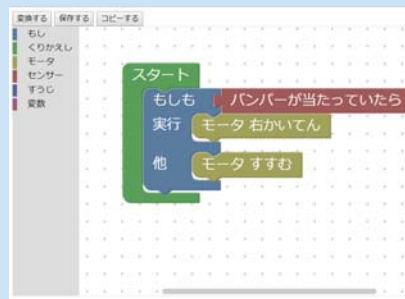 変換する 保存する コピーする
もし
くりかえし
モータ
センサー
すうじ
変数
スタート
もしも バンパーが当たっていたら
実行 モータ 右かいてん
他 モータ すすむ